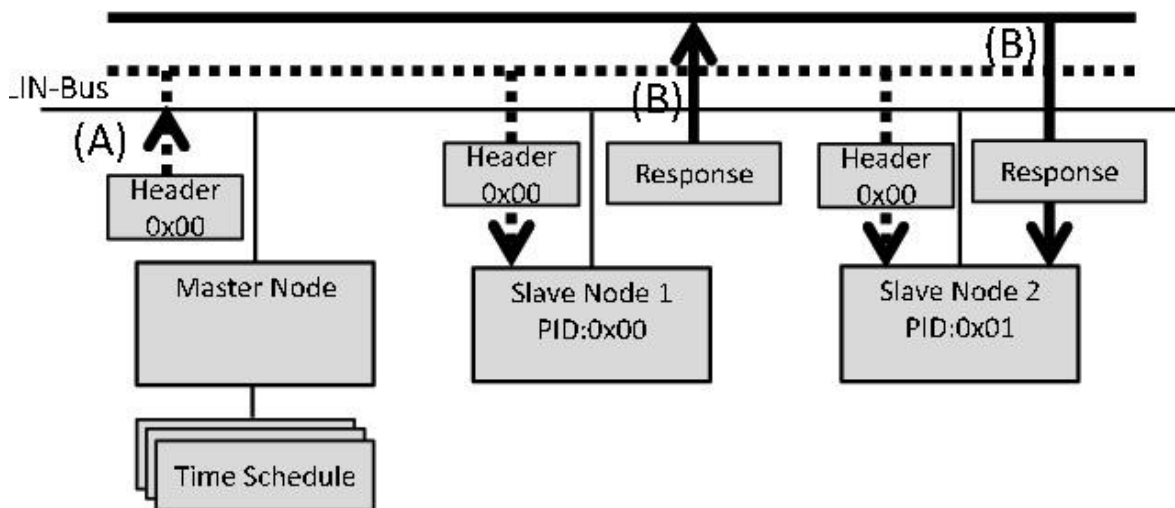 (B)
(B)
LIN-Bus
(A)
Header
0x00
Header
0x00
Response
Header
0x00
Response
Master Node
Slave Node 1
PID:0x00
Slave Node 2
PID:0x01
Time Schedule